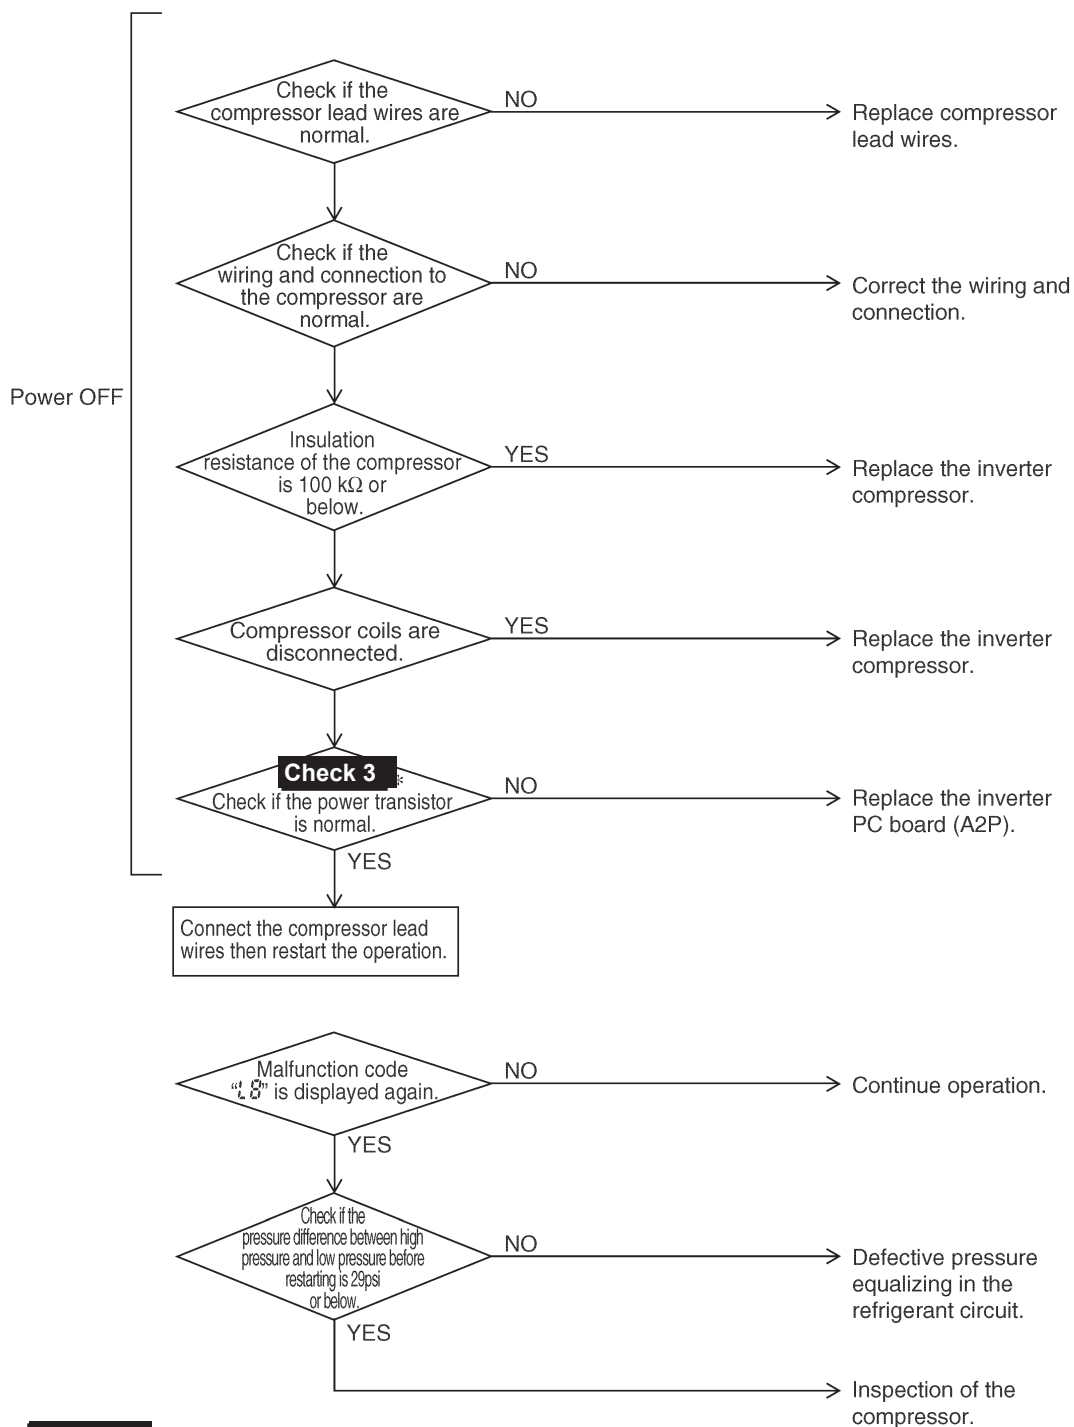 Check if the
compressor lead wires are
normal.
NO
Replace compressor
lead wires.
Check if the
wiring and connection to
the compressor are
normal.
NO
Correct the wiring and
connection.
Power OFF
Insulation
resistance of the compressor
is 100 kΩ or
below.
YES
Replace the inverter
compressor.
Compressor coils are
disconnected.
YES
Replace the inverter
compressor.
Check 3 *
Check if the power transistor
is normal.
NO
Replace the inverter
PC board (A2P).
YES
Connect the compressor lead
wires then restart the operation.
Malfunction code
“L8” is displayed again.
NO
Continue operation.
YES
Check if the
pressure difference between high
pressure and low pressure before
restarting is 29psi
or below.
NO
Defective pressure
equalizing in the
refrigerant circuit.
YES
Inspection of the
compressor.